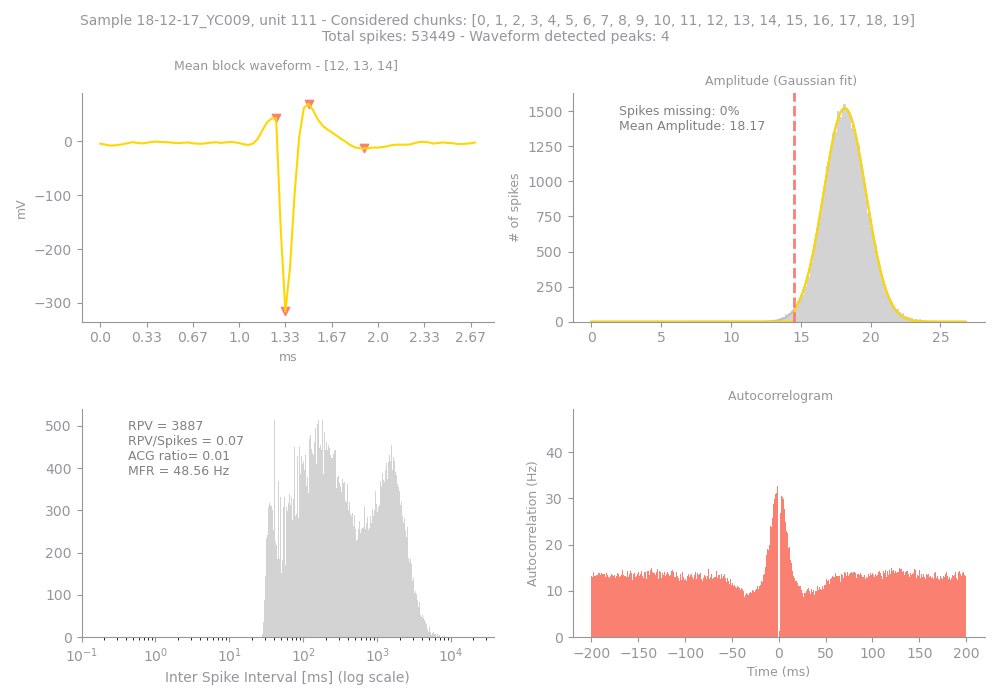 Sample 18-12-17_YC009, unit 111 - Considered chunks: [0, 1, 2, 3, 4, 5, 6, 7, 8, 9, 10, 11, 12, 13, 14, 15, 16, 17, 18, 19]
Total spikes: 53449 - Waveform detected peaks: 4
Mean block waveform - [12, 13, 14]
0
−100
−200
−300
mV
0.0 0.33 0.67 1.0 1.33 1.67 2.0 2.33 2.67
ms
Amplitude (Gaussian fit)
Spikes missing: 0%
Mean Amplitude: 18.17
1500
1250
1000
750
500
250
0
# of spikes
0 5 10 15 20 25
RPV = 3887
RPV/Spikes = 0.07
ACG ratio= 0.01
MFR = 48.56 Hz
500
400
300
200
100
0
10⁻¹ 10⁰ 10¹ 10² 10³ 10⁴
Inter Spike Interval [ms] (log scale)
Autocorrelogram
40
30
20
10
0
Autocorrelation (Hz)
−200 −150 −100 −50 0 50 100 150 200
Time (ms)